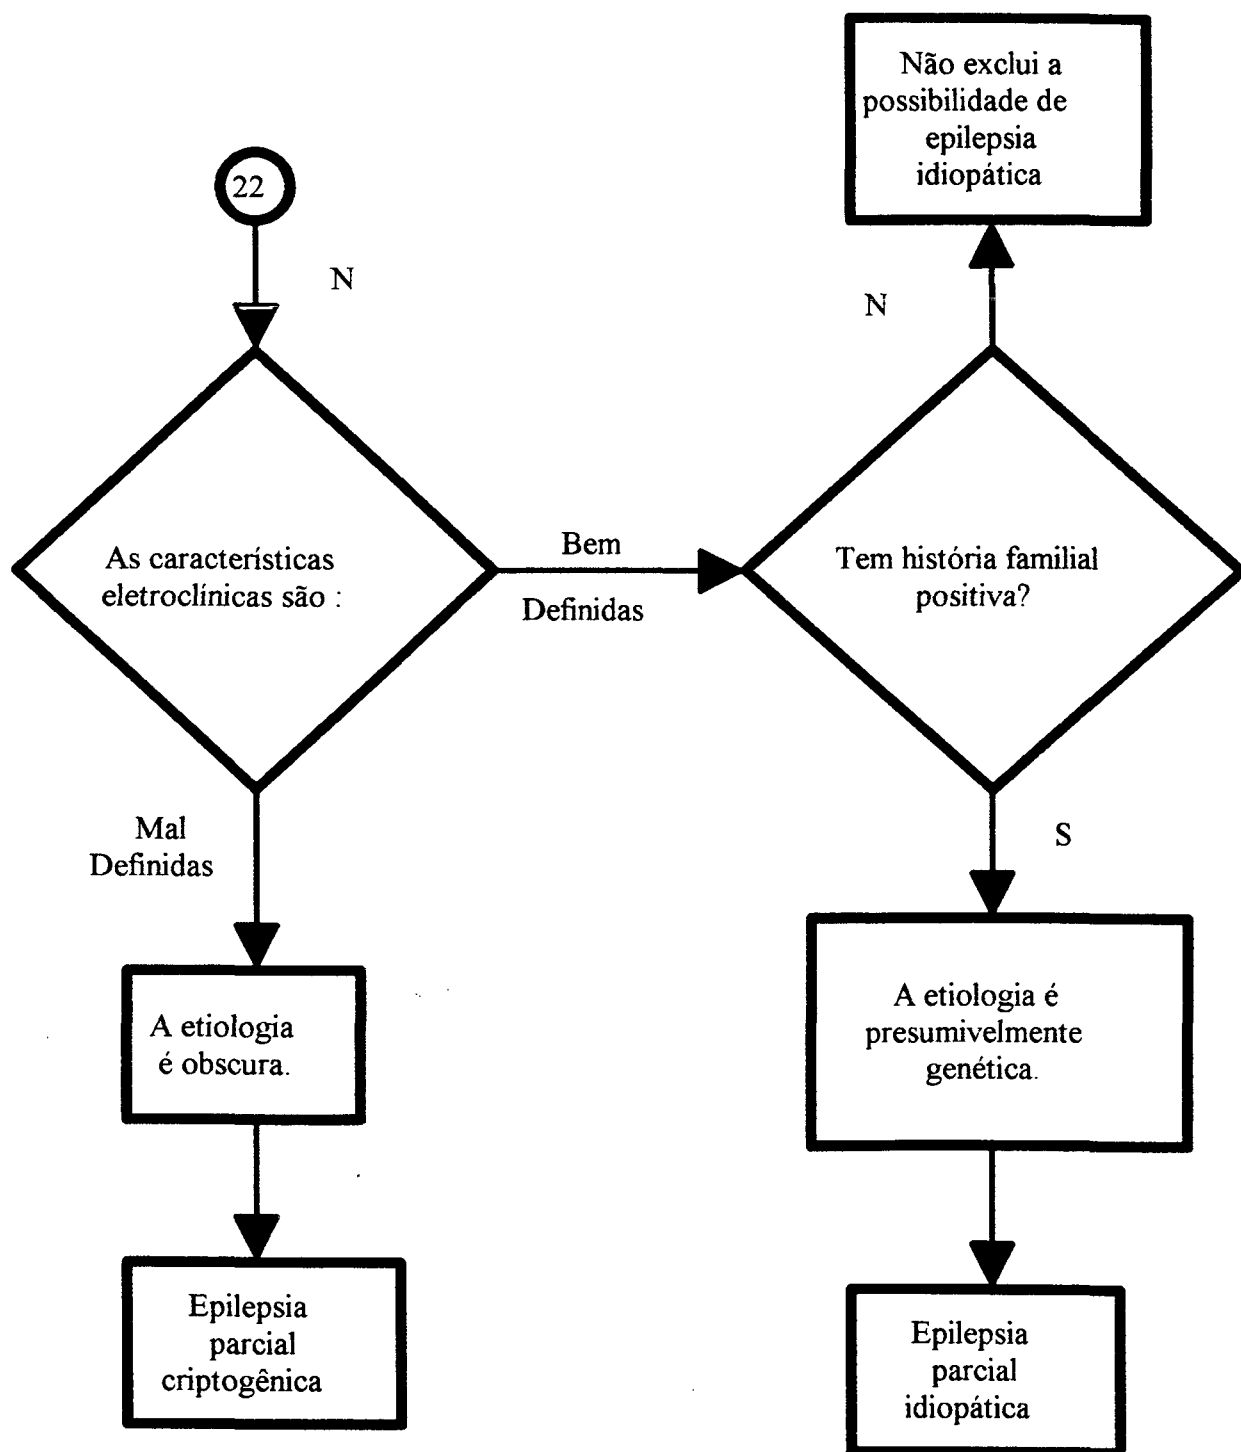 22
N
As características
eletroclínicas são :
Bem
Definidas
Mal
Definidas
A etiologia
é obscura.
Epilepsia
parcial
criptogênica
Não exclui a
possibilidade de
epilepsia
idiopática
N
Tem história familial
positiva?
S
A etiologia é
presumivelmente
genética.
Epilepsia
parcial
idiopática